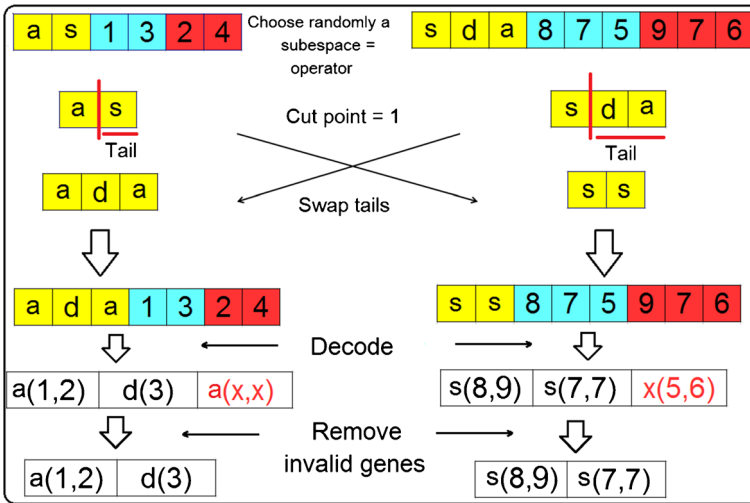 a s 1 3 2 4
Choose randomly a
subespace =
operator
s d a 8 7 5 9 7 6
a s
Tail
Cut point = 1
s d a
Tail
a d a
Swap tails
s s
a d a 1 3 2 4
s s 8 7 5 9 7 6
Decode
a(1,2) d(3) a(x,x)
s(8,9) s(7,7) x(5,6)
Remove
invalid genes
a(1,2) d(3)
s(8,9) s(7,7)